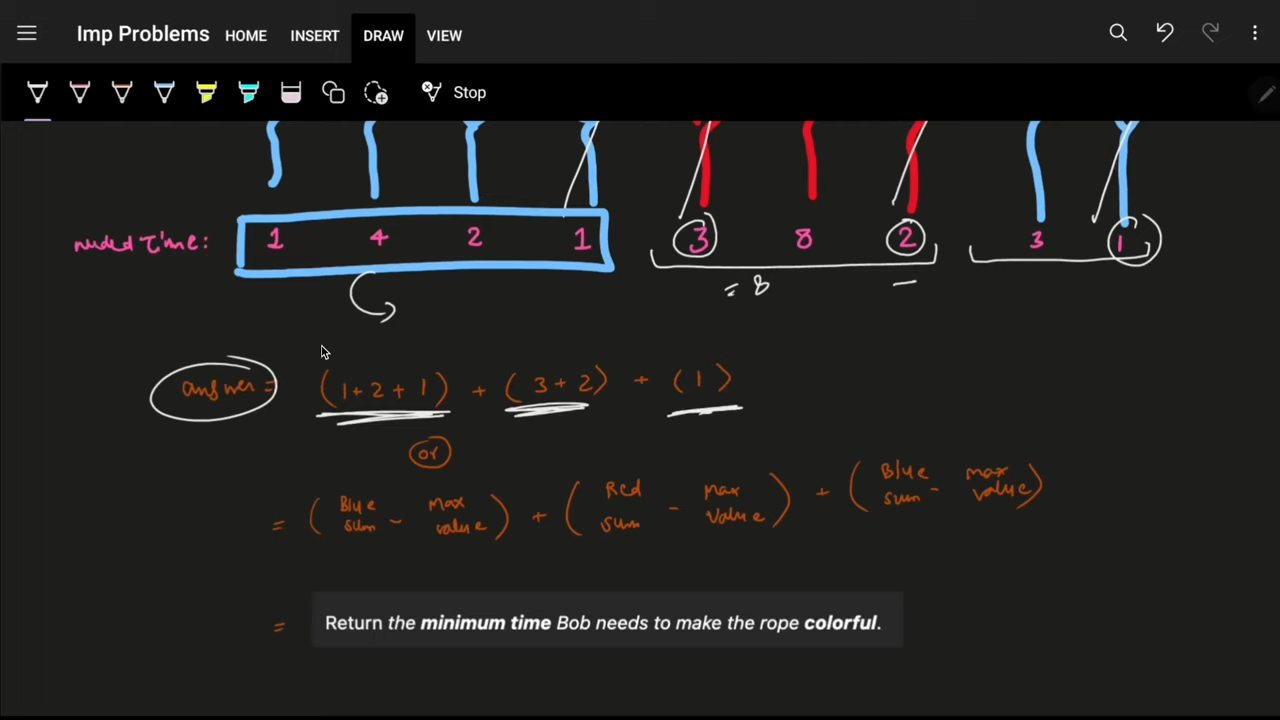 Imp Problems HOME INSERT DRAW VIEW
Stop
needed Time: 1 4 2 1 3 8 2 3 1
= 8 –
answer = (1+2+1) + (3+2) + (1)
or
= (Blue sum - max value) + (Red sum - max value) + (Blue sum - max value)
= Return the minimum time Bob needs to make the rope colorful.